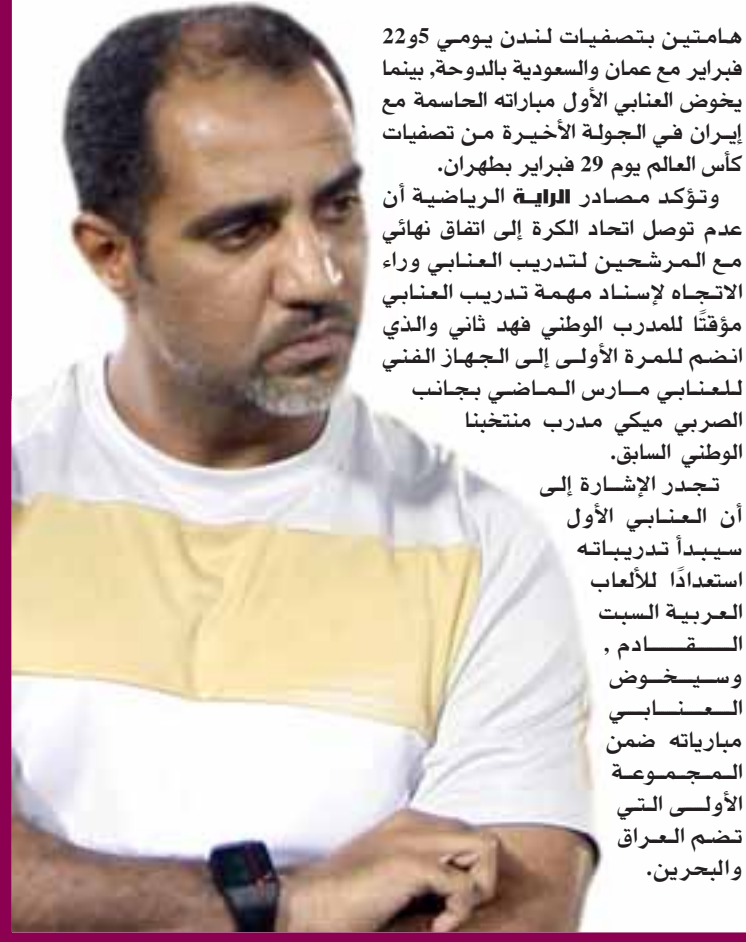 هامتين بتصفيات لندن يومي 5و22
فبراير مع عمان والسعودية بالدوحة, بينما
يخوض العنابي الأول مباراته الحاسمة مع
إيران في الجولة الأخيرة من تصفيات
كأس العالم يوم 29 فبراير بطهران.
وتؤكد مصادر الراية الرياضية أن
عدم توصل اتحاد الكرة إلى اتفاق نهائي
مع المرشحين لتدريب العنابي وراء
الاتجاه لإسناد مهمة تدريب العنابي
مؤقتًا للمدرب الوطني فهد ثاني والذي
انضم للمرة الأولى إلى الجهاز الفني
للعنابي مارس الماضي بجانب
الصربي ميكي مدرب منتخبنا
الوطني السابق.
تجدر الإشارة إلى
أن العنابي الأول
سيبدأ تدريباته
استعدادًا للألعاب
العربية السبت
القادم ,
وسيخوض
العنابي
مبارياته ضمن
المجموعة
الأولى التي
تضم العراق
والبحرين.